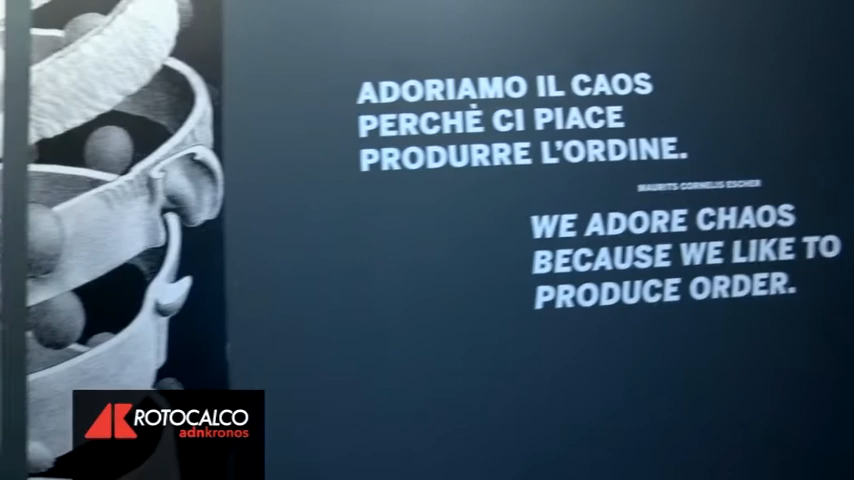 ADORIAMO IL CAOS
PERCHÈ CI PIACE
PRODURRE L'ORDINE.
MAURITS CORNELIS ESCHER
WE ADORE CHAOS
BECAUSE WE LIKE TO
PRODUCE ORDER.
ROTOCALCO
adnkronos